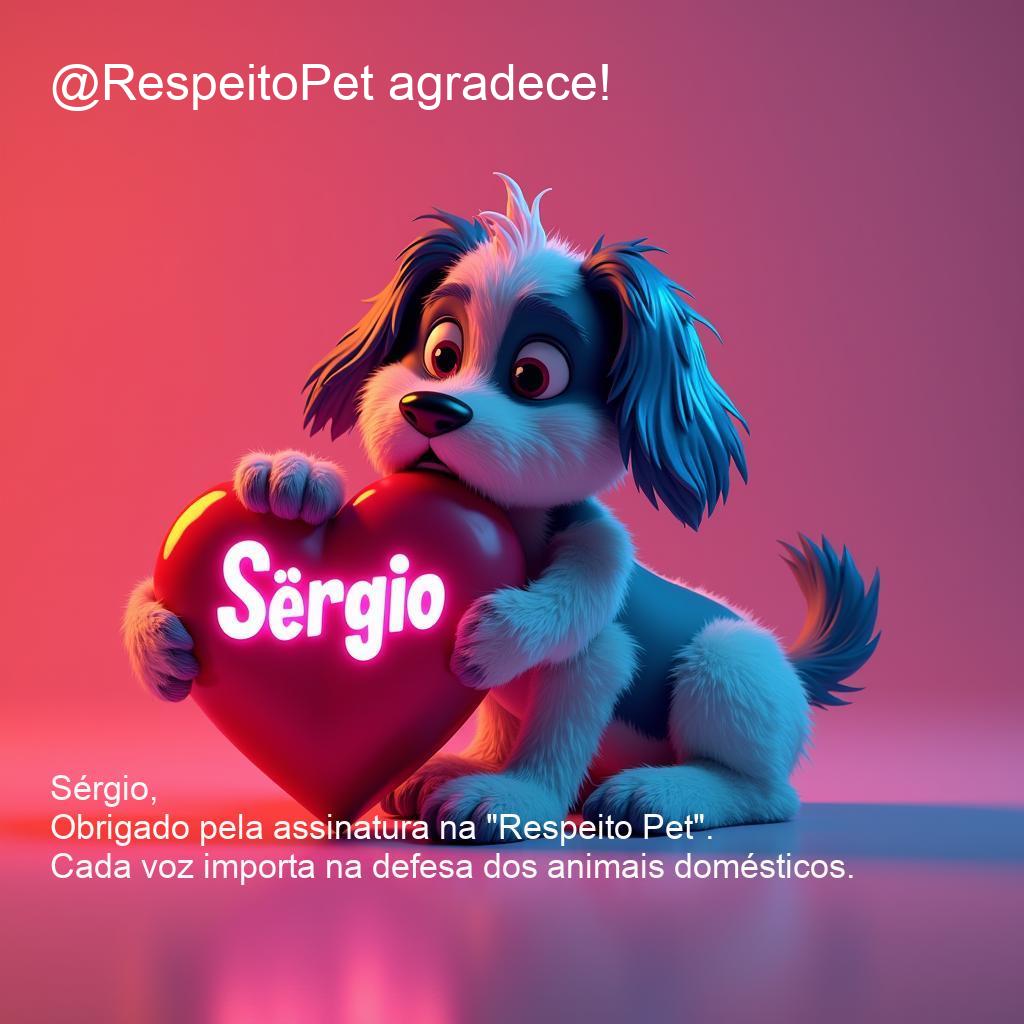 @RespeitoPet agradece!
Sërgio
Sérgio,
Obrigado pela assinatura na "Respeito Pet".
Cada voz importa na defesa dos animais domésticos.